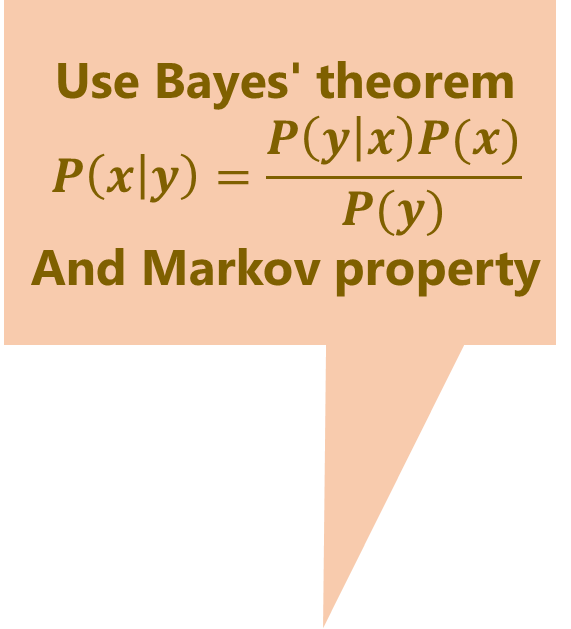 Use Bayes' theorem
P(x|y) = P(y|x)P(x) / P(y)
And Markov property